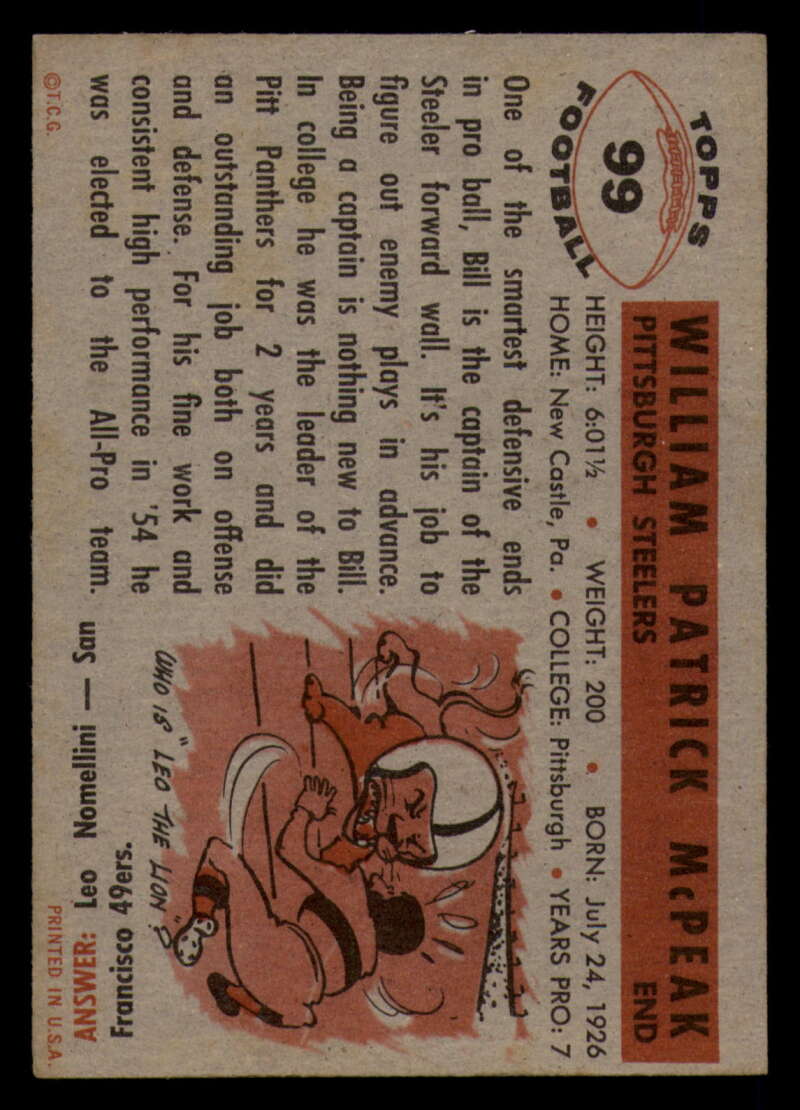 TOPPS
99
FOOTBALL
WILLIAM PATRICK McPEAK
PITTSBURGH STEELERS END
HEIGHT: 6:01½ • WEIGHT: 200 • BORN: July 24, 1926
HOME: New Castle, Pa. • COLLEGE: Pittsburgh • YEARS PRO: 7
One of the smartest defensive ends
in pro ball, Bill is the captain of the
Steeler forward wall. It's his job to
figure out enemy plays in advance.
Being a captain is nothing new to Bill.
In college he was the leader of the
Pitt Panthers for 2 years and did
an outstanding job both on offense
and defense. For his fine work and
consistent high performance in '54 he
was elected to the All-Pro team.
©T.C.G.
WHO IS "LEO THE LION"?
ANSWER: Leo Nomellini — San
Francisco 49ers.
PRINTED IN U.S.A.